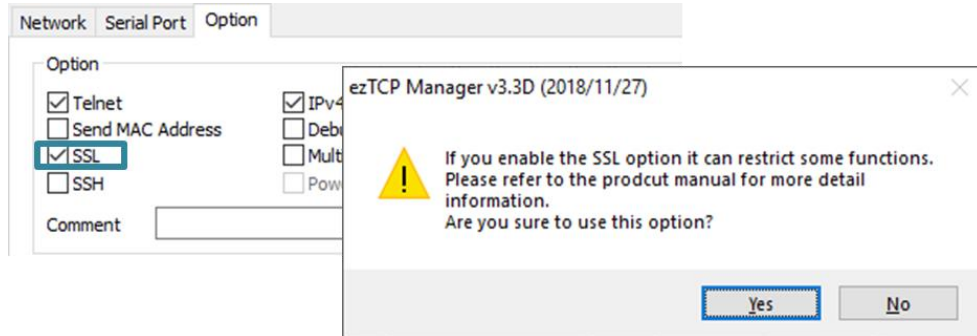 Network Serial Port Option
Option
Telnet IPv4
Send MAC Address Debu
SSL Multi
SSH Pow
Comment
ezTCP Manager v3.3D (2018/11/27)
If you enable the SSL option it can restrict some functions.
Please refer to the prodcut manual for more detail
information.
Are you sure to use this option?
Yes No